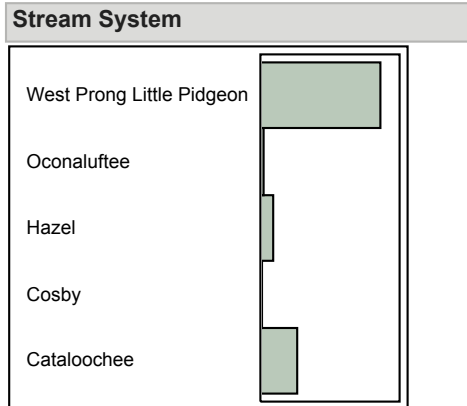 Stream System
West Prong Little Pidgeon
Oconaluftee
Hazel
Cosby
Cataloochee